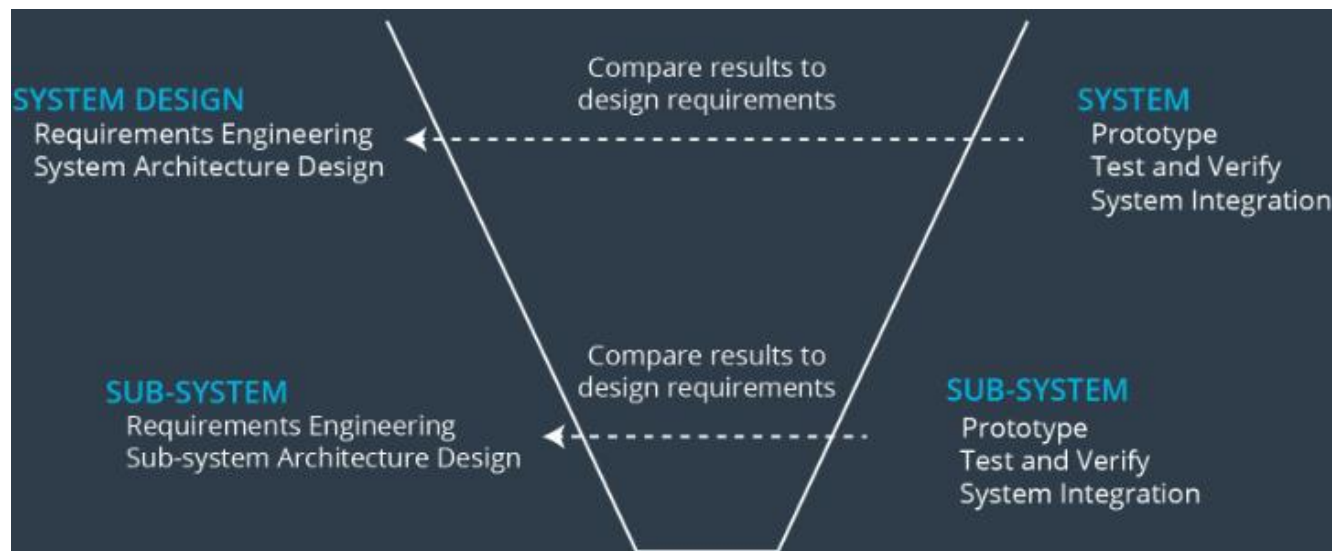 Compare results to
design requirements
SYSTEM DESIGN
Requirements Engineering
System Architecture Design
SYSTEM
Prototype
Test and Verify
System Integration
Compare results to
design requirements
SUB-SYSTEM
Requirements Engineering
Sub-system Architecture Design
SUB-SYSTEM
Prototype
Test and Verify
System Integration